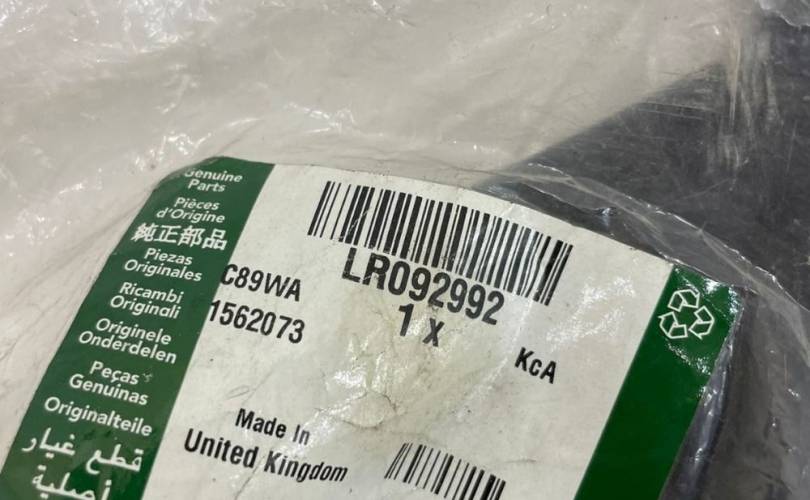 Genuine
Parts
Pièces
d'Origine
純正部品
Piezas
Originales
Ricambi
Originali
Originele
Onderdelen
Peças
Genuinas
Originalteile
قطع غيار
أصلية
LR092992
1 x
C89WA
1562073
KcA
Made In
United Kingdom